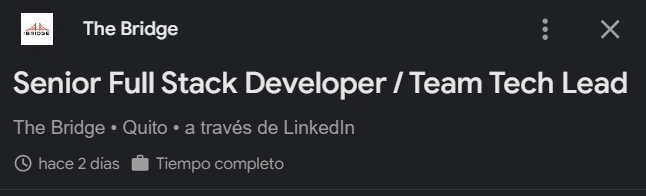 BRIDGE
The Bridge
Senior Full Stack Developer / Team Tech Lead
The Bridge • Quito • a través de LinkedIn
hace 2 días Tiempo completo